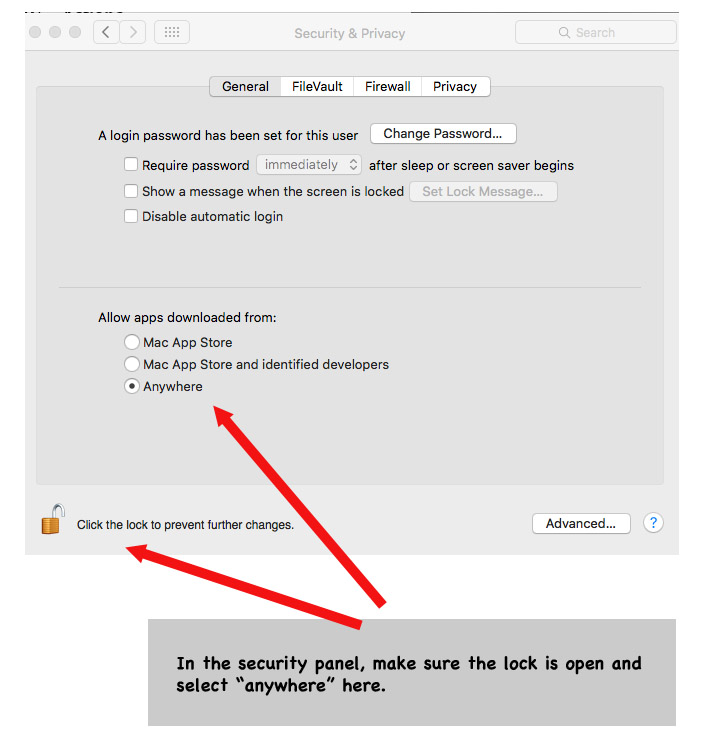 Security & Privacy
Search
General FileVault Firewall Privacy
A login password has been set for this user Change Password...
Require password immediately after sleep or screen saver begins
Show a message when the screen is locked Set Lock Message...
Disable automatic login
Allow apps downloaded from:
Mac App Store
Mac App Store and identified developers
Anywhere
Click the lock to prevent further changes.
Advanced... ?
In the security panel, make sure the lock is open and
select “anywhere” here.